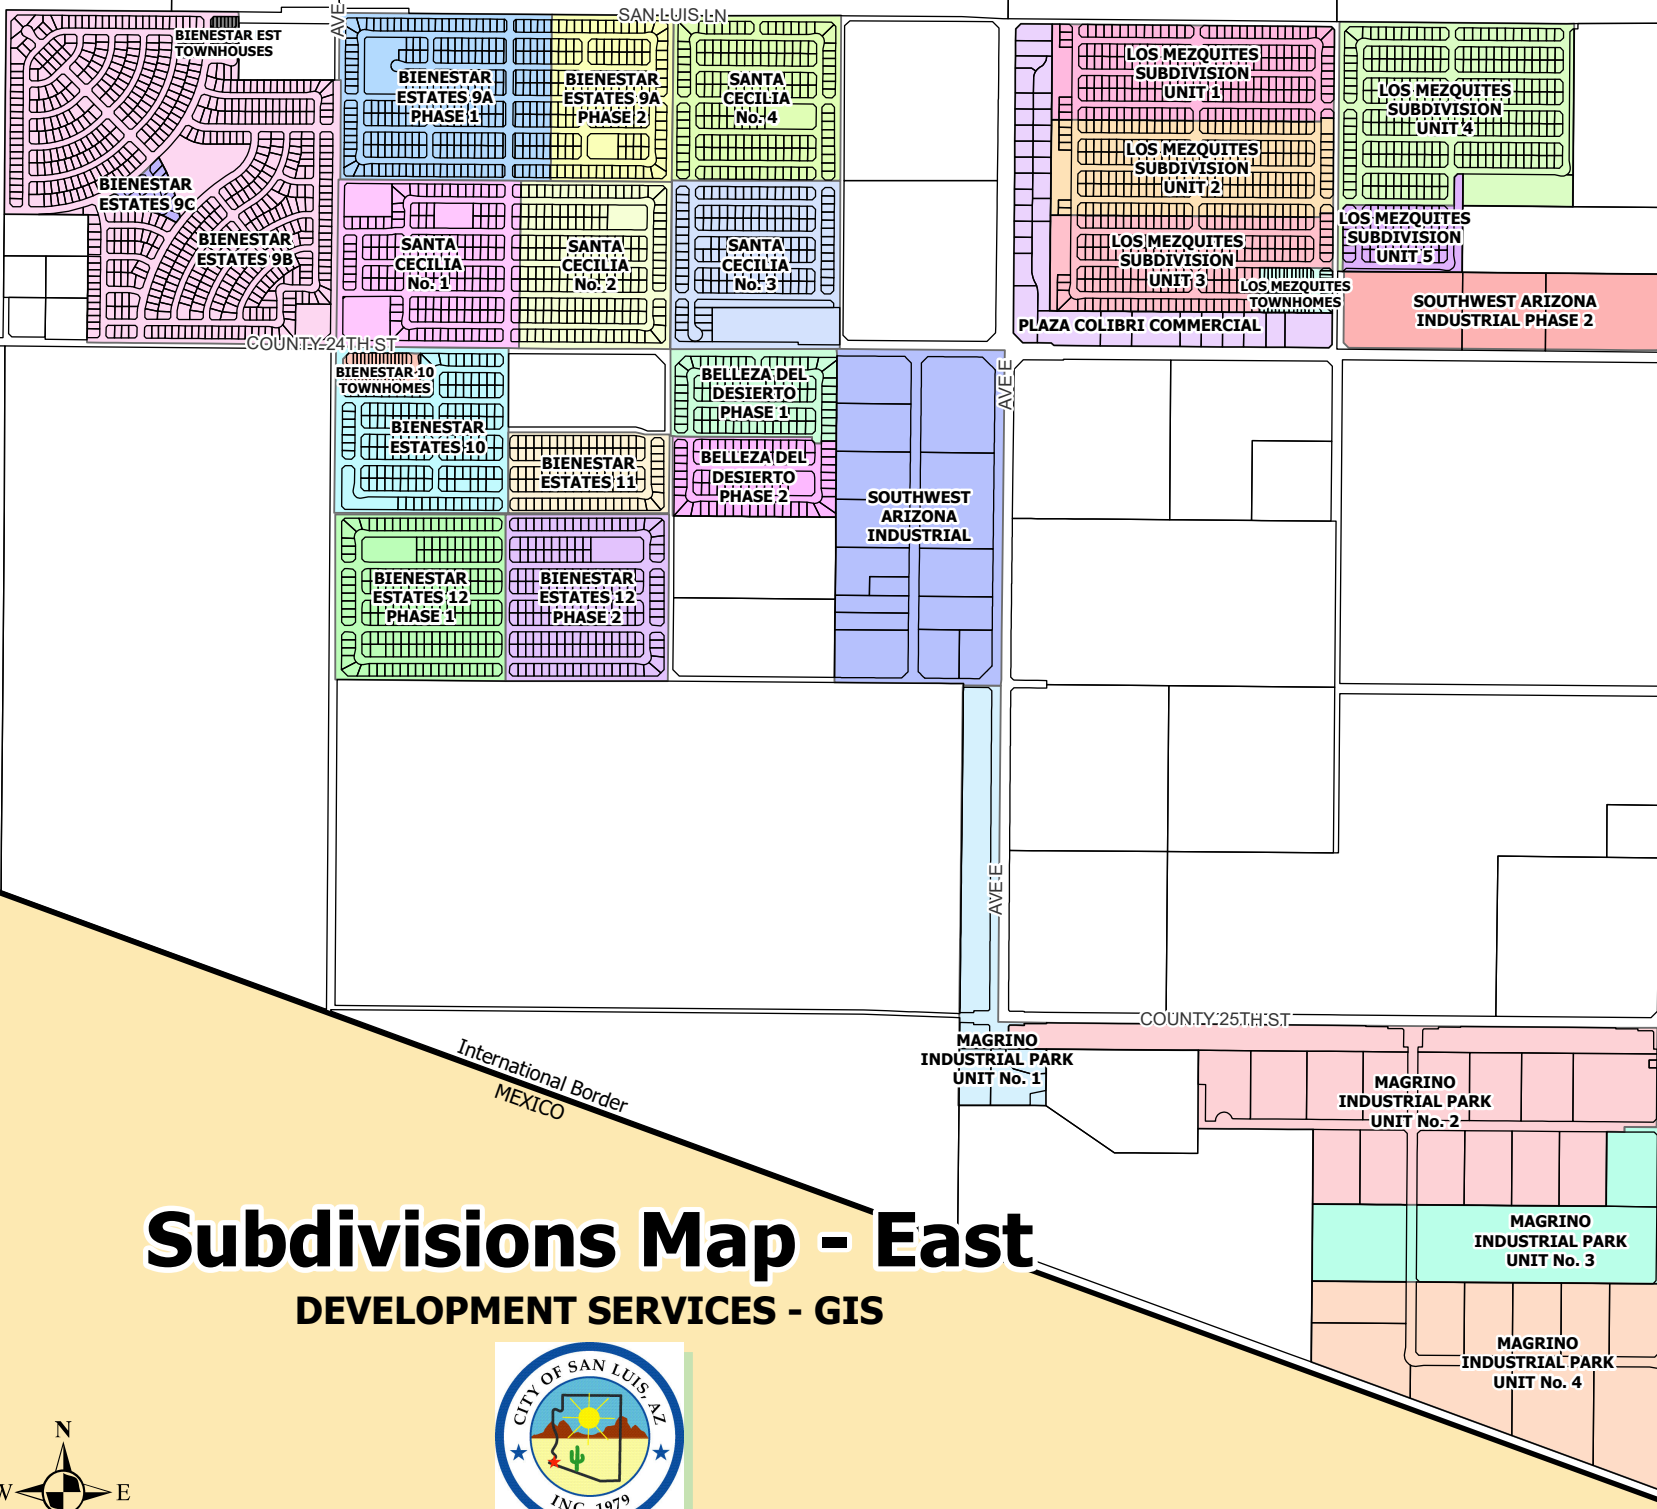 SAN LUIS LN
AVE
BIENESTAR EST
TOWNHOUSES
BIENESTAR
ESTATES 9A
PHASE 1
BIENESTAR
ESTATES 9A
PHASE 2
SANTA
CECILIA
No. 4
LOS MEZQUITES
SUBDIVISION
UNIT 1
LOS MEZQUITES
SUBDIVISION
UNIT 4
LOS MEZQUITES
SUBDIVISION
UNIT 2
BIENESTAR
ESTATES 9C
BIENESTAR
ESTATES 9B
SANTA
CECILIA
No. 1
SANTA
CECILIA
No. 2
SANTA
CECILIA
No. 3
LOS MEZQUITES
SUBDIVISION
UNIT 3
LOS MEZQUITES
SUBDIVISION
UNIT 5
LOS MEZQUITES
TOWNHOMES
SOUTHWEST ARIZONA
INDUSTRIAL PHASE 2
PLAZA COLIBRI COMMERCIAL
COUNTY 24TH ST
BIENESTAR 10
TOWNHOMES
BELLEZA DEL
DESIERTO
PHASE 1
AVE E
BIENESTAR
ESTATES 10
BIENESTAR
ESTATES 11
BELLEZA DEL
DESIERTO
PHASE 2
SOUTHWEST
ARIZONA
INDUSTRIAL
BIENESTAR
ESTATES 12
PHASE 1
BIENESTAR
ESTATES 12
PHASE 2
AVE E
COUNTY 25TH ST
MAGRINO
INDUSTRIAL PARK
UNIT No. 1
MAGRINO
INDUSTRIAL PARK
UNIT No. 2
International Border
MEXICO
MAGRINO
INDUSTRIAL PARK
UNIT No. 3
MAGRINO
INDUSTRIAL PARK
UNIT No. 4
Subdivisions Map - East
DEVELOPMENT SERVICES - GIS
CITY OF SAN LUIS, AZ
INC. 1979
N
W
E